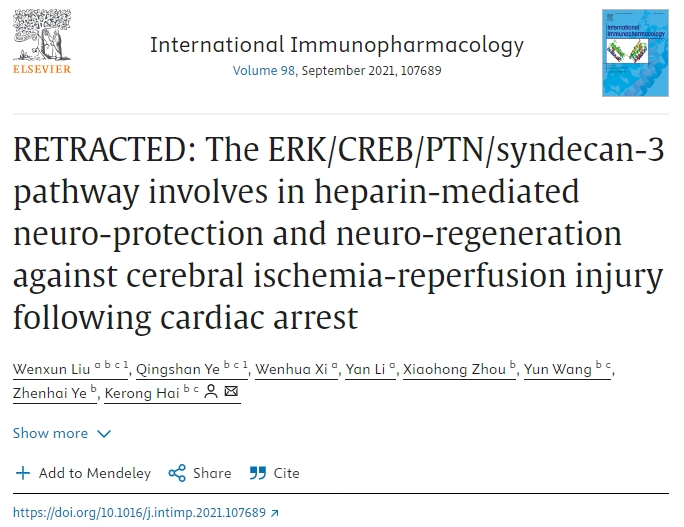 ELSEVIER
International Immunopharmacology
Volume 98, September 2021, 107689
International
Immunopharmacology
RETRACTED: The ERK/CREB/PTN/syndecan-3
pathway involves in heparin-mediated
neuro-protection and neuro-regeneration
against cerebral ischemia-reperfusion injury
following cardiac arrest
Wenxun Liu a b c 1, Qingshan Ye b c 1, Wenhua Xi a, Yan Li a, Xiaohong Zhou b, Yun Wang b c,
Zhenhai Ye b, Kerong Hai b c
Show more
Add to Mendeley Share Cite
https://doi.org/10.1016/j.intimp.2021.107689